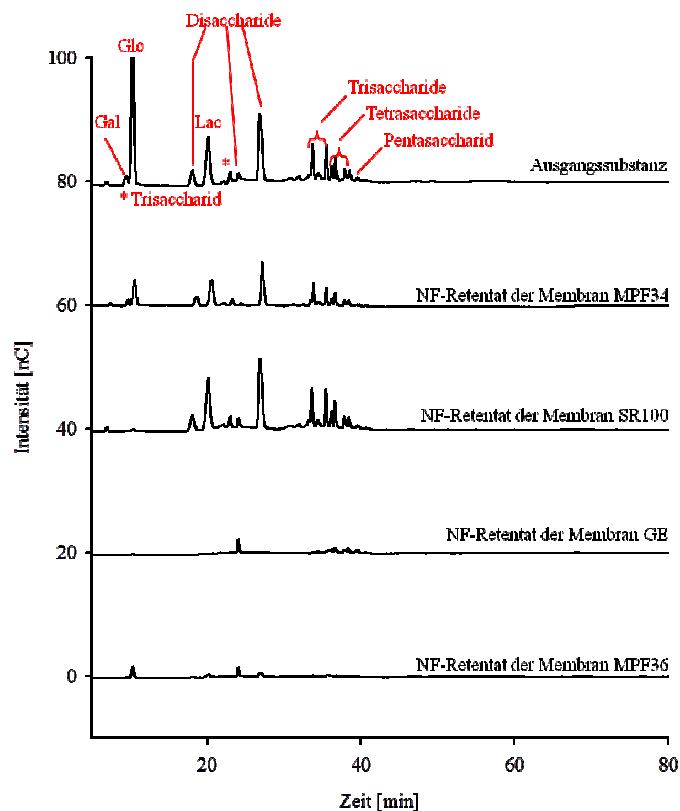 Disaccharide
Glc
100
Trisaccharide
Tetrasaccharide
Gal
Lac
Pentasaccharid
*
Ausgangssubstanz
80
* Trisaccharid
NF-Retentat der Membran MPF34
60
Intensität [nC]
NF-Retentat der Membran SR100
40
NF-Retentat der Membran GE
20
NF-Retentat der Membran MPF36
0
20
40
60
80
Zeit [min]